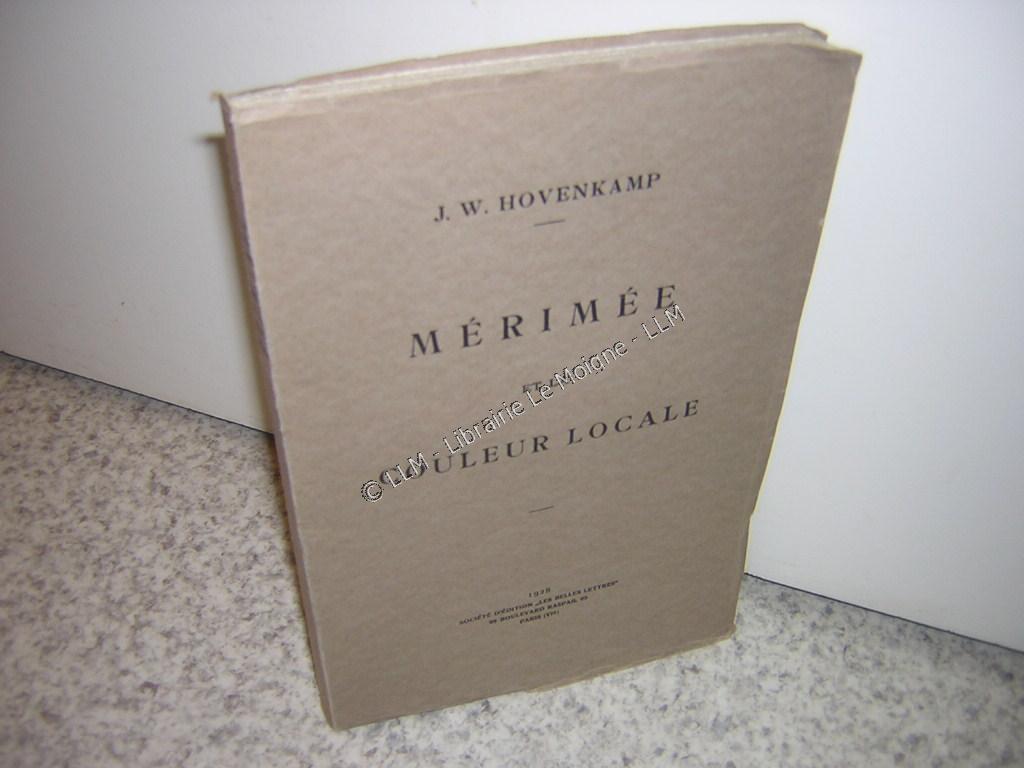 J. W. HOVENKAMP
MÉRIMÉE
ET L
COULEUR LOCALE
1928
SOCIÉTÉ D'ÉDITION „LES BELLES LETTRES"
95 BOULEVARD RASPAIL 95
PARIS (VIe)
© LLM - Librairie Le Moigne - LLM